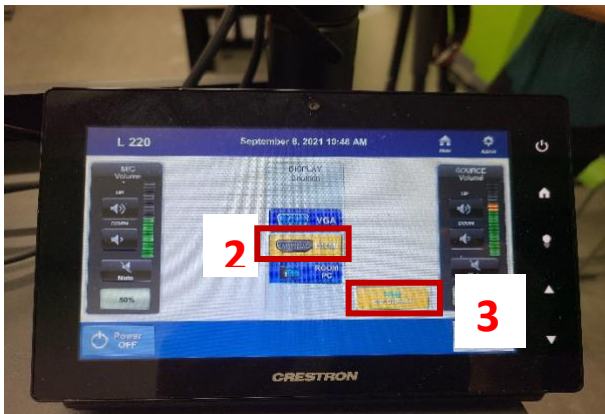 L 220
September 8, 2021 10:46 AM
MIC
Volume
UP
DOWN
Mute
50%
DISPLAY
VGA
2
ROOM
PC
SOURCE
Volume
UP
DOWN
Mute
3
Power
OFF
CRESTRON